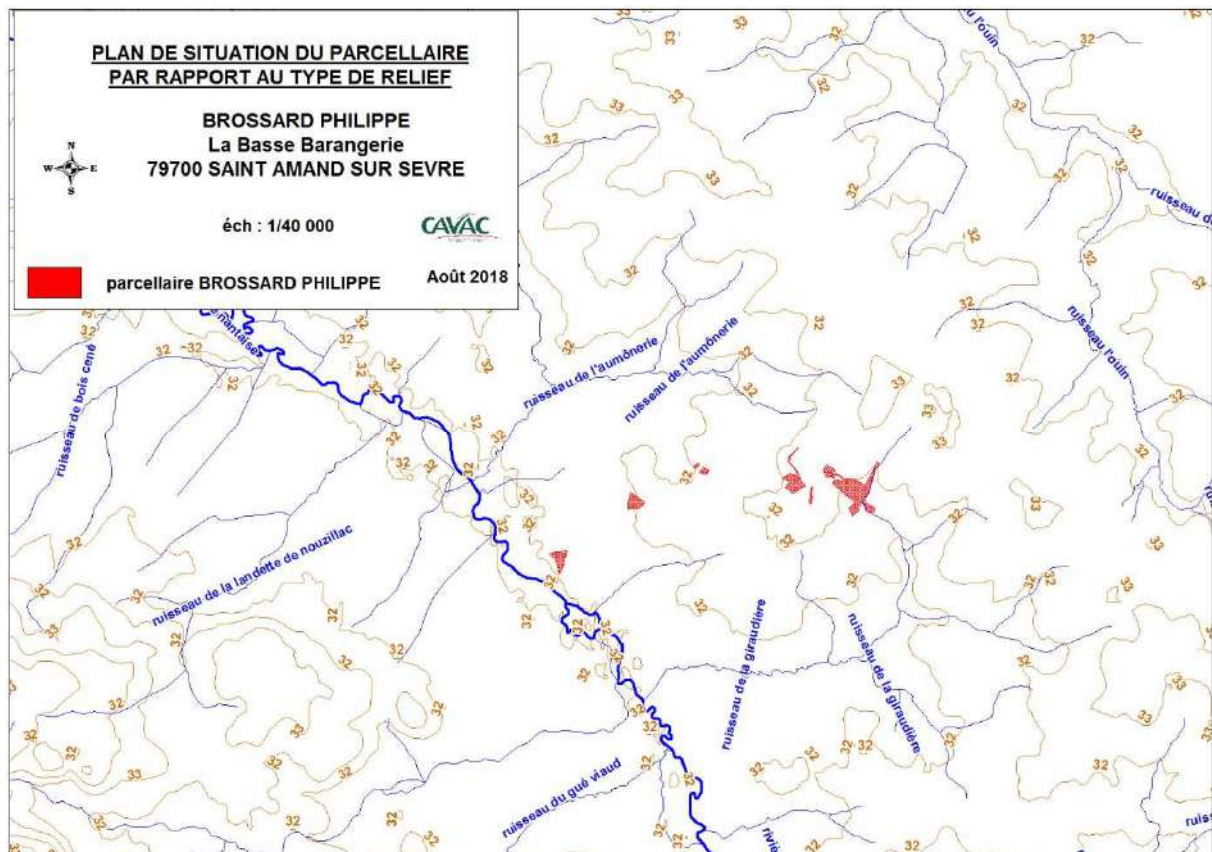 PLAN DE SITUATION DU PARCELLAIRE
PAR RAPPORT AU TYPE DE RELIEF
BROSSARD PHILIPPE
La Basse Barangerie
79700 SAINT AMAND SUR SEVRE
N
W E
S
éch : 1/40 000
CAVAC
parcellaire BROSSARD PHILIPPE
Août 2018
l'ouin
ruisseau de
nantaise
ruisseau de bois cené
ruisseau de l'aumônerie
ruisseau de l'aumônerie
ruisseau l'ouin
ruisseau de la landette de nouzillac
ruisseau de la giraudière
ruisseau de la giraudière
ruisseau du gué viaud
32
33